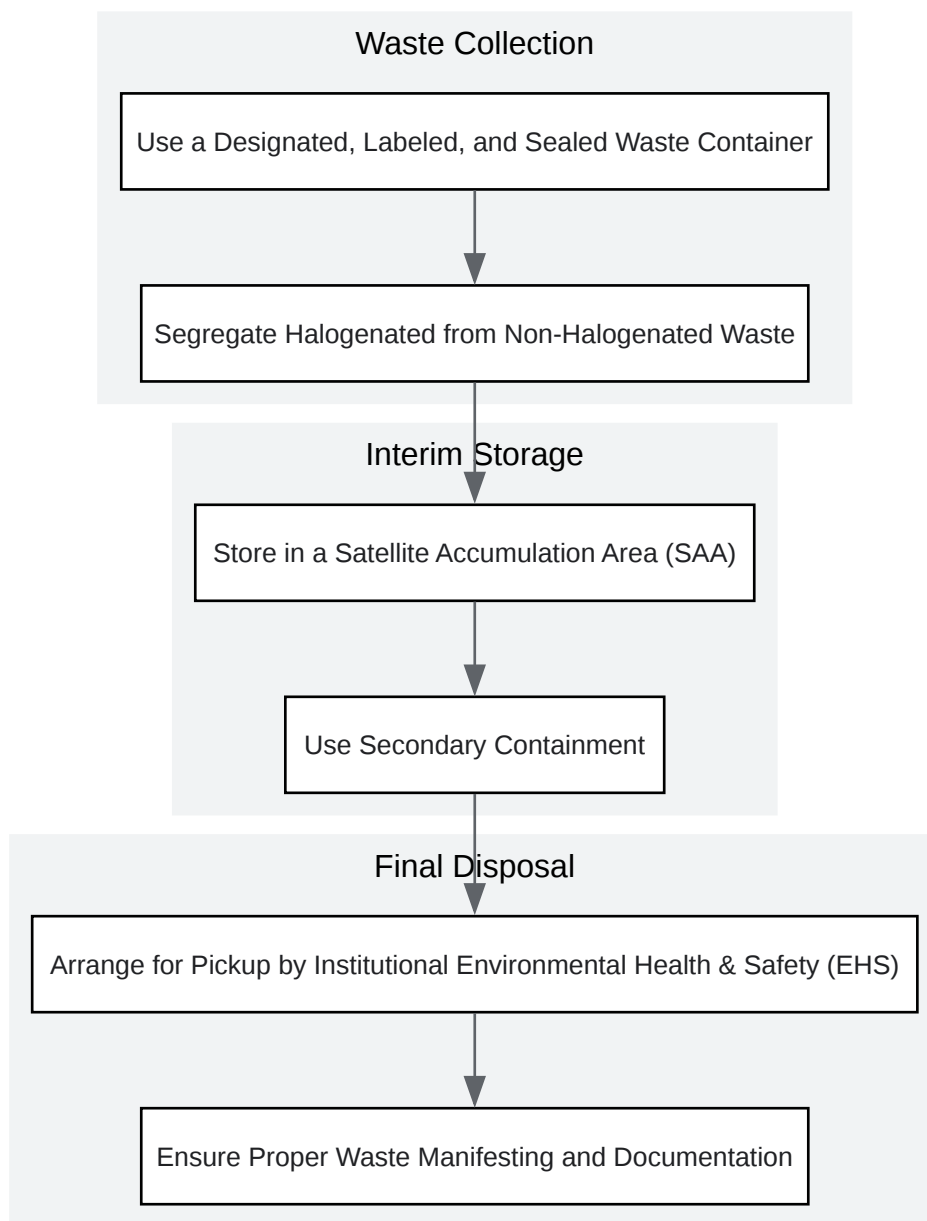 Waste Collection
Use a Designated, Labeled, and Sealed Waste Container
Segregate Halogenated from Non-Halogenated Waste
Interim Storage
Store in a Satellite Accumulation Area (SAA)
Use Secondary Containment
Final Disposal
Arrange for Pickup by Institutional Environmental Health & Safety (EHS)
Ensure Proper Waste Manifesting and Documentation